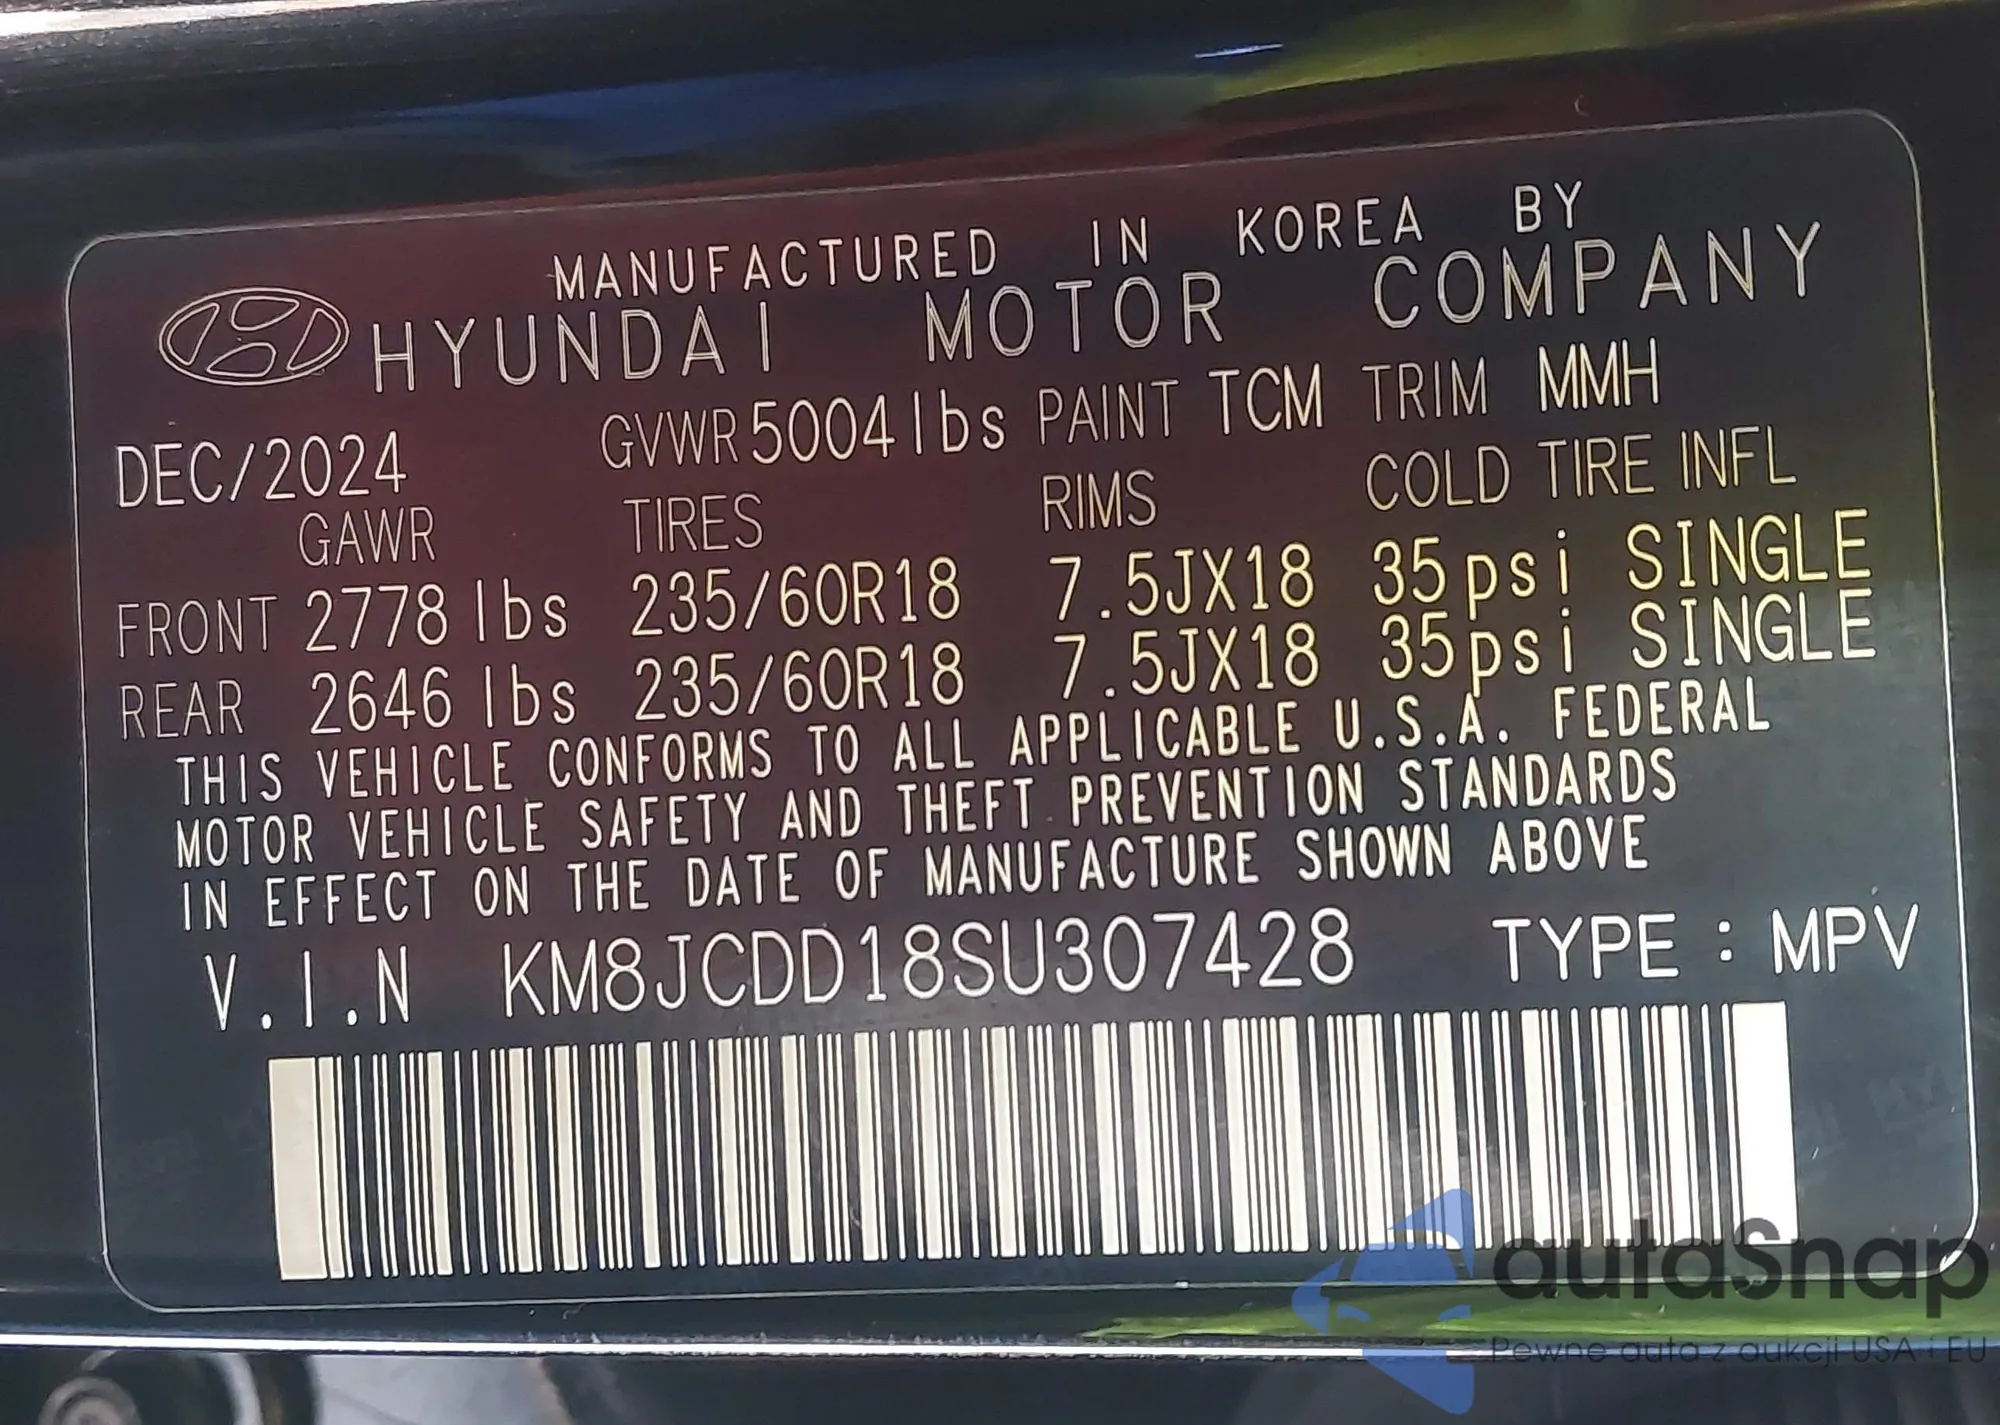 MANUFACTURED IN KOREA BY
HYUNDAI MOTOR COMPANY
DEC/2024 GVWR 5004 lbs PAINT TCM TRIM MMH
GAWR TIRES RIMS COLD TIRE INFL
FRONT 2778 lbs 235/60R18 7.5JX18 35psi SINGLE
REAR 2646 lbs 235/60R18 7.5JX18 35psi SINGLE
THIS VEHICLE CONFORMS TO ALL APPLICABLE U.S.A. FEDERAL
MOTOR VEHICLE SAFETY AND THEFT PREVENTION STANDARDS
IN EFFECT ON THE DATE OF MANUFACTURE SHOWN ABOVE
V.I.N KM8JCDD18SU307428 TYPE : MPV
autaSnap
Pewne auta z aukcji USA i EU